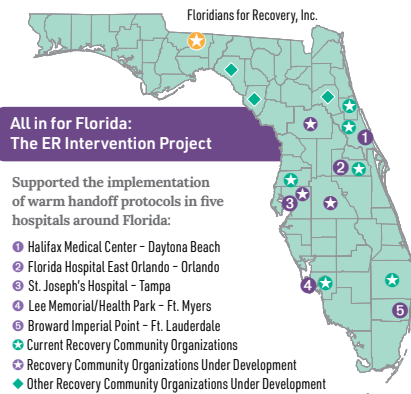 Floridians for Recovery, Inc.
All in for Florida:
The ER Intervention Project
Supported the implementation
of warm handoff protocols in five
hospitals around Florida:
1 Halifax Medical Center – Daytona Beach
2 Florida Hospital East Orlando – Orlando
3 St. Joseph's Hospital – Tampa
4 Lee Memorial/Health Park – Ft. Myers
5 Broward Imperial Point – Ft. Lauderdale
Current Recovery Community Organizations
Recovery Community Organizations Under Development
Other Recovery Community Organizations Under Development
1
2
3
4
5